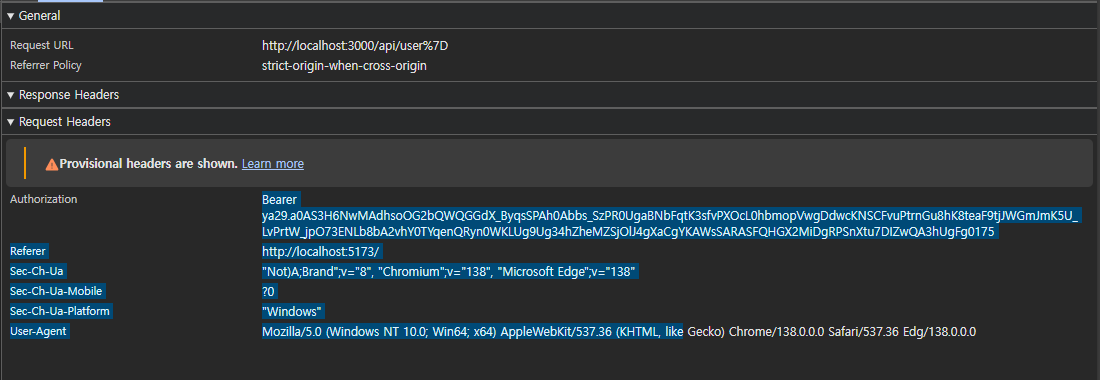 General
Request URL
http://localhost:3000/api/user%7D
Referrer Policy
strict-origin-when-cross-origin
Response Headers
Request Headers
Provisional headers are shown. Learn more
Authorization
Bearer
ya29.a0AS3H6NwMAdhsoOG2bQWQGGdX_ByqsSPAh0Abbs_SzPR0UgaBNbFqtK3sfvPXOcL0hbmopVwgDdwcKNSCFvuPtrnGu8hK8teaF9tjJWGmJmK5U_
LvPrtW_jpO73ENLb8bA2vhY0TYqenQRyn0WKLUg9Ug34hZheMZSjOlJ4gXaCgYKAWsSARASFQHGX2MiDgRPSnXtu7DIZwQA3hUgFg0175
Referer
http://localhost:5173/
Sec-Ch-Ua
"Not)A;Brand";v="8", "Chromium";v="138", "Microsoft Edge";v="138"
Sec-Ch-Ua-Mobile
?0
Sec-Ch-Ua-Platform
"Windows"
User-Agent
Mozilla/5.0 (Windows NT 10.0; Win64; x64) AppleWebKit/537.36 (KHTML, like Gecko) Chrome/138.0.0.0 Safari/537.36 Edg/138.0.0.0